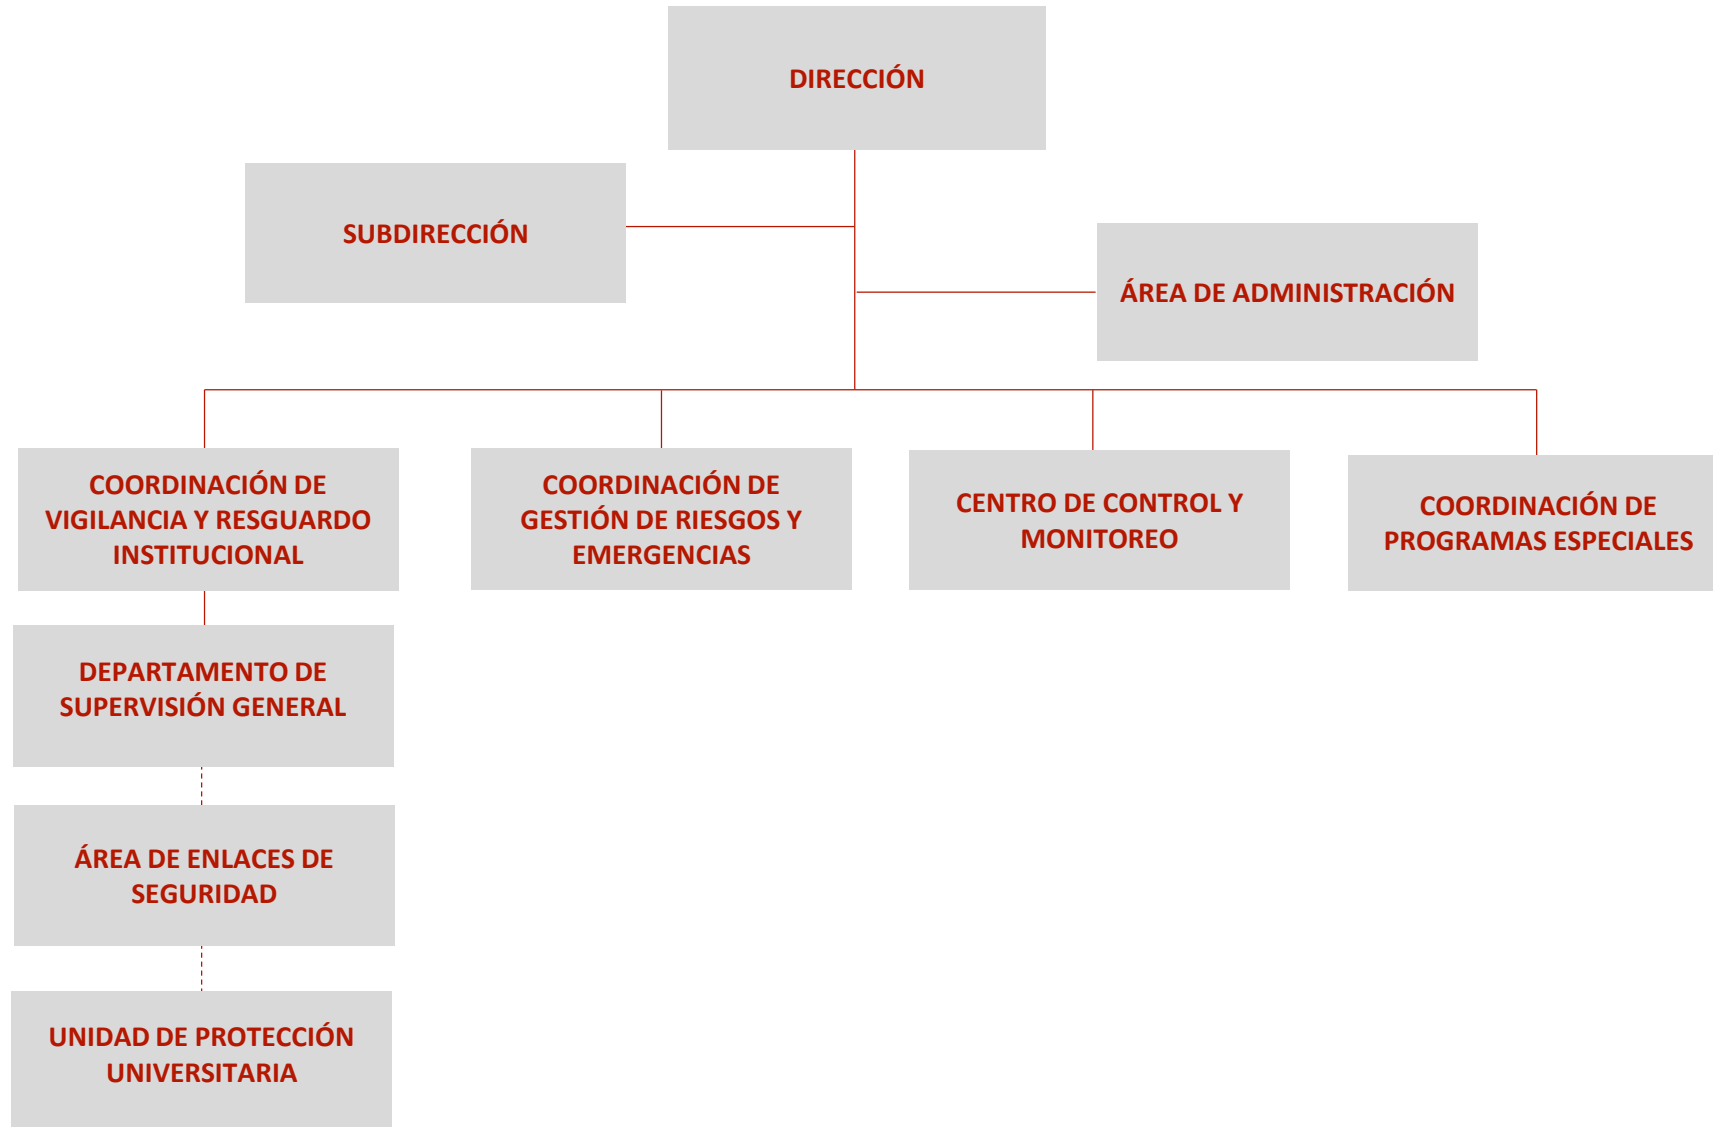 DIRECCIÓN
SUBDIRECCIÓN
ÁREA DE ADMINISTRACIÓN
COORDINACIÓN DE
VIGILANCIA Y RESGUARDO
INSTITUCIONAL
COORDINACIÓN DE
GESTIÓN DE RIESGOS Y
EMERGENCIAS
CENTRO DE CONTROL Y
MONITOREO
COORDINACIÓN DE
PROGRAMAS ESPECIALES
DEPARTAMENTO DE
SUPERVISIÓN GENERAL
ÁREA DE ENLACES DE
SEGURIDAD
UNIDAD DE PROTECCIÓN
UNIVERSITARIA